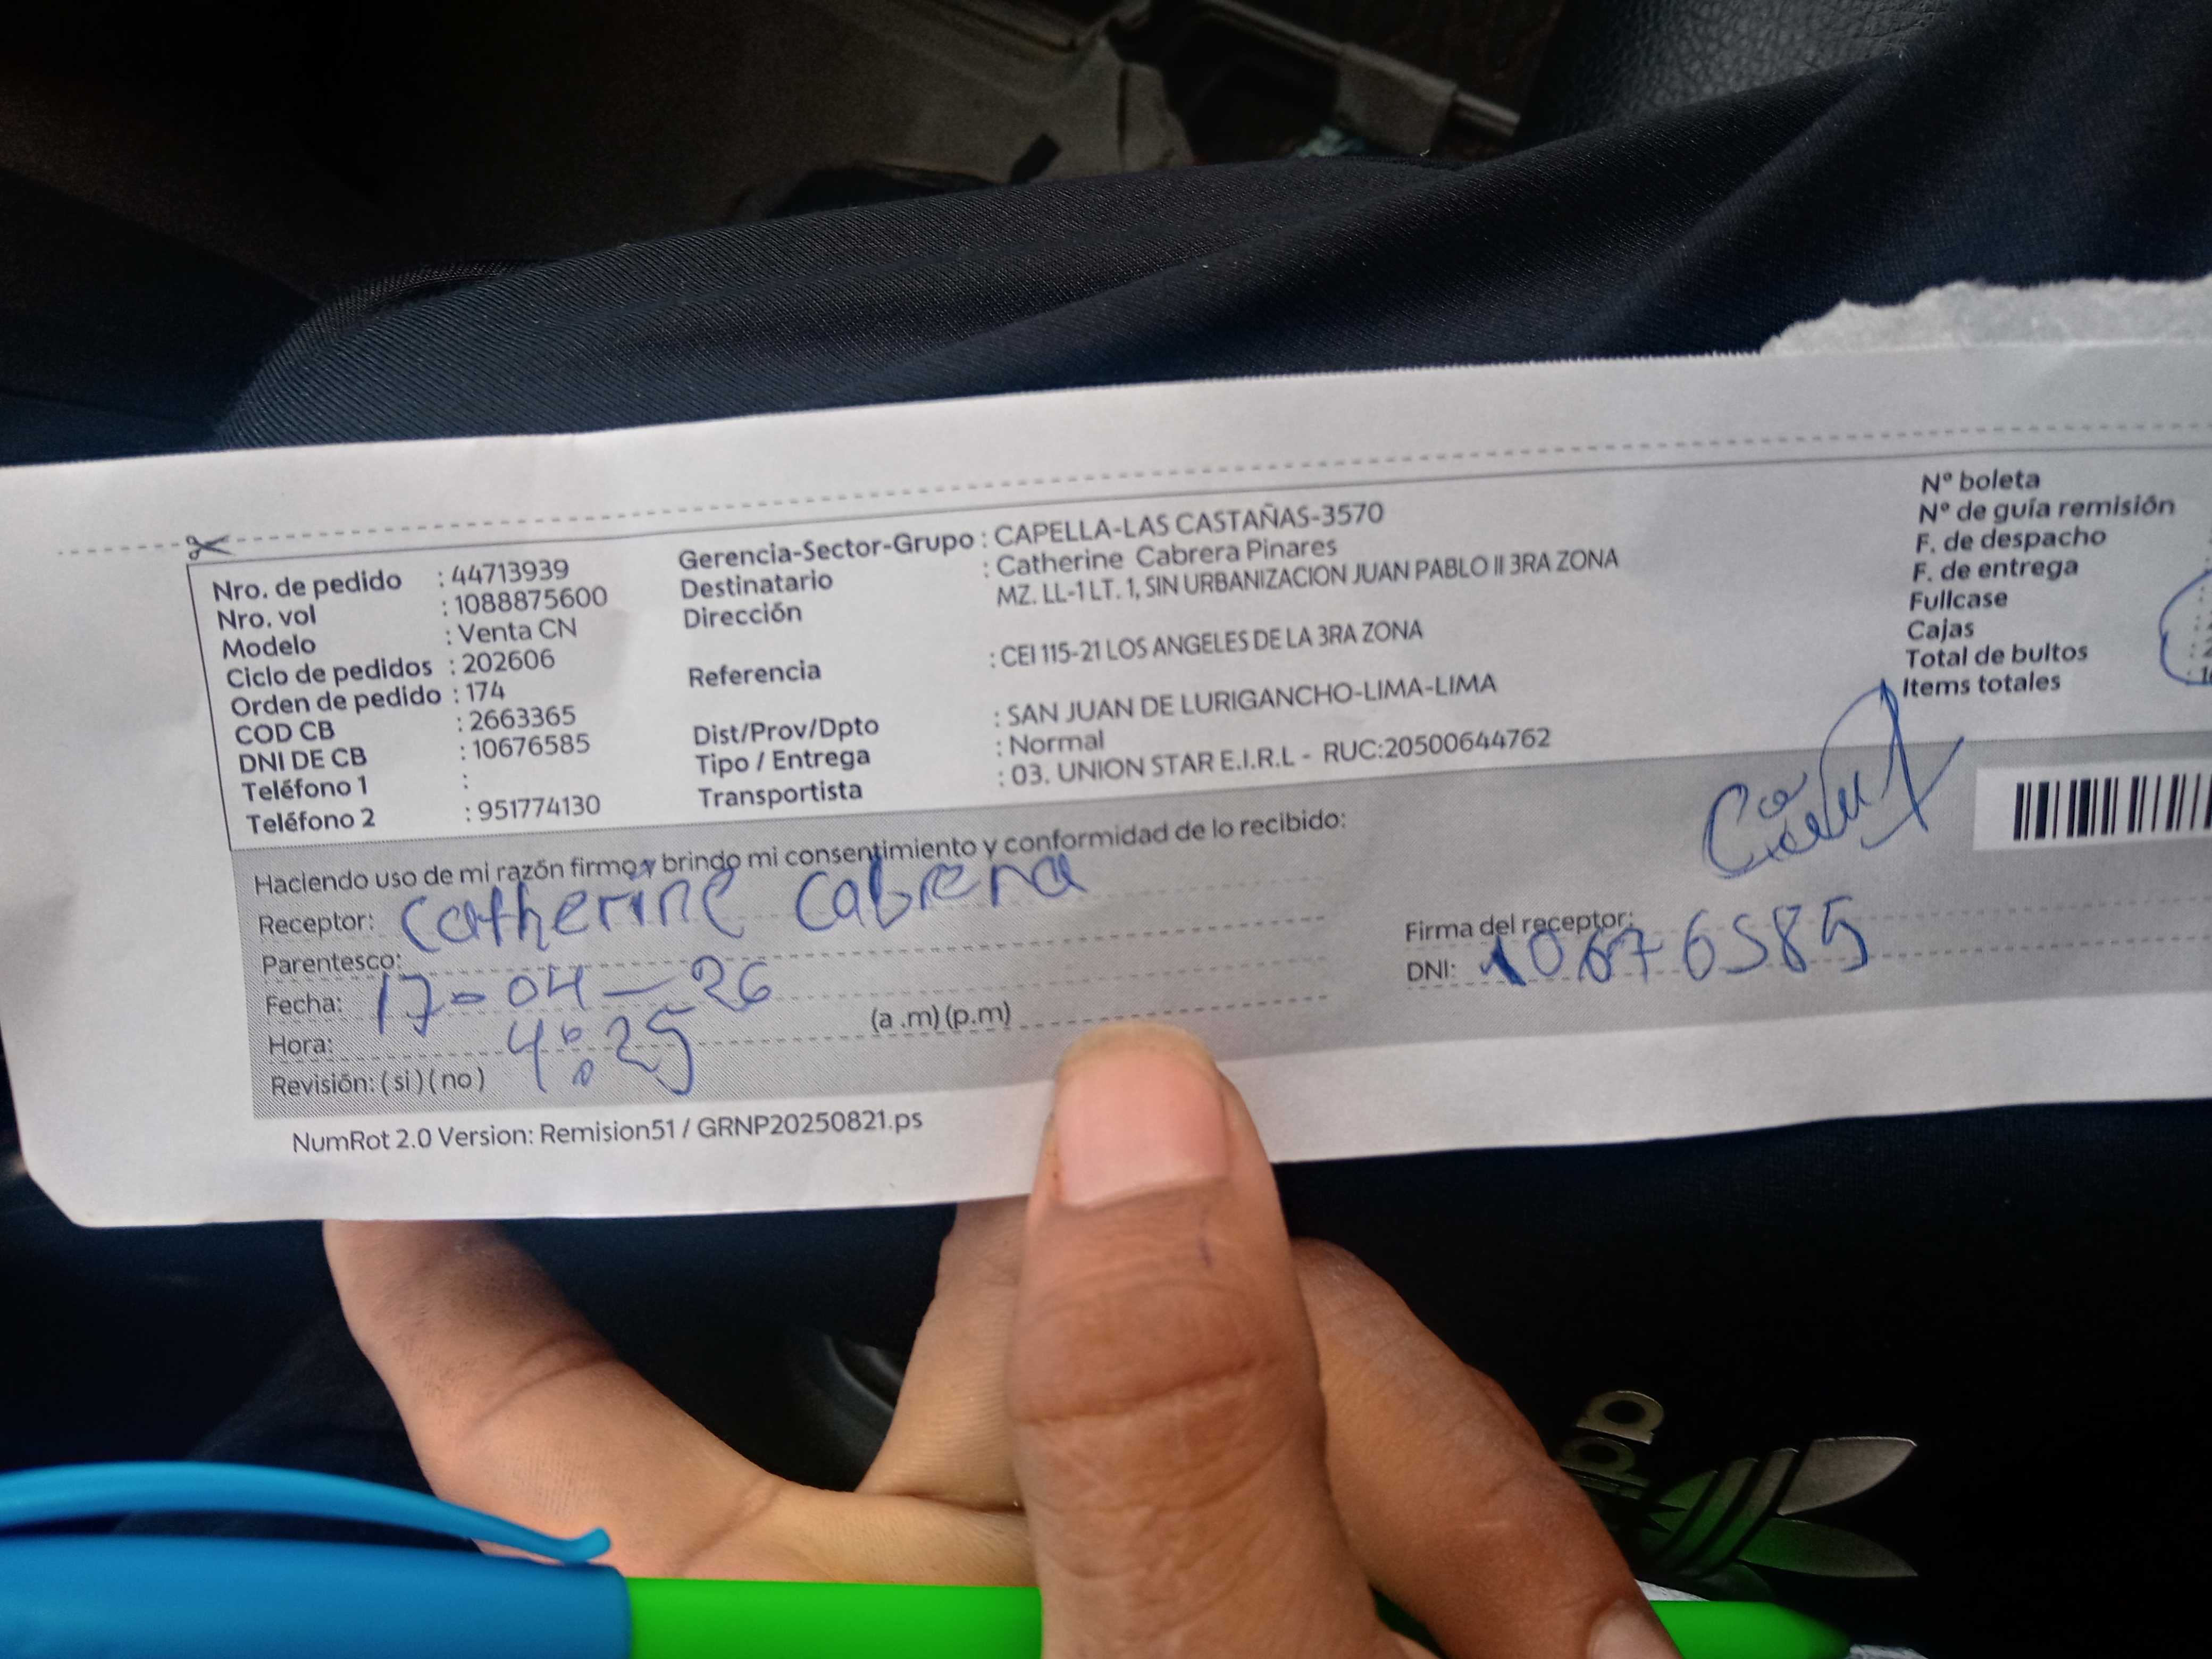 Nro. de pedido : 44713939
Nro. vol : 1088875600
Modelo : Venta CN
Ciclo de pedidos : 202606
Orden de pedido : 174
COD CB : 2663365
DNI DE CB : 10676585
Teléfono 1 :
Teléfono 2 : 951774130
Gerencia-Sector-Grupo : CAPELLA-LAS CASTAÑAS-3570
Destinatario : Catherine Cabrera Pinares
Dirección MZ. LL-1 LT. 1, SIN URBANIZACION JUAN PABLO II 3RA ZONA
Referencia : CEI 115-21 LOS ANGELES DE LA 3RA ZONA
Dist/Prov/Dpto : SAN JUAN DE LURIGANCHO-LIMA-LIMA
Tipo / Entrega : Normal
Transportista : 03. UNION STAR E.I.R.L - RUC:20500644762
N° boleta
N° de guía remisión
F. de despacho
F. de entrega
Fullcase
Cajas
Total de bultos
Items totales
Haciendo uso de mi razón firmo y brindo mi consentimiento y conformidad de lo recibido:
Receptor: Catherine Cabrera
Parentesco:
Fecha: 17-04-26
Hora: 4:25 (a .m) (p.m)
Revisión: ( si ) ( no )
Firma del receptor:
DNI: 10676585
NumRot 2.0 Version: Remision51 / GRNP20250821.ps
adi